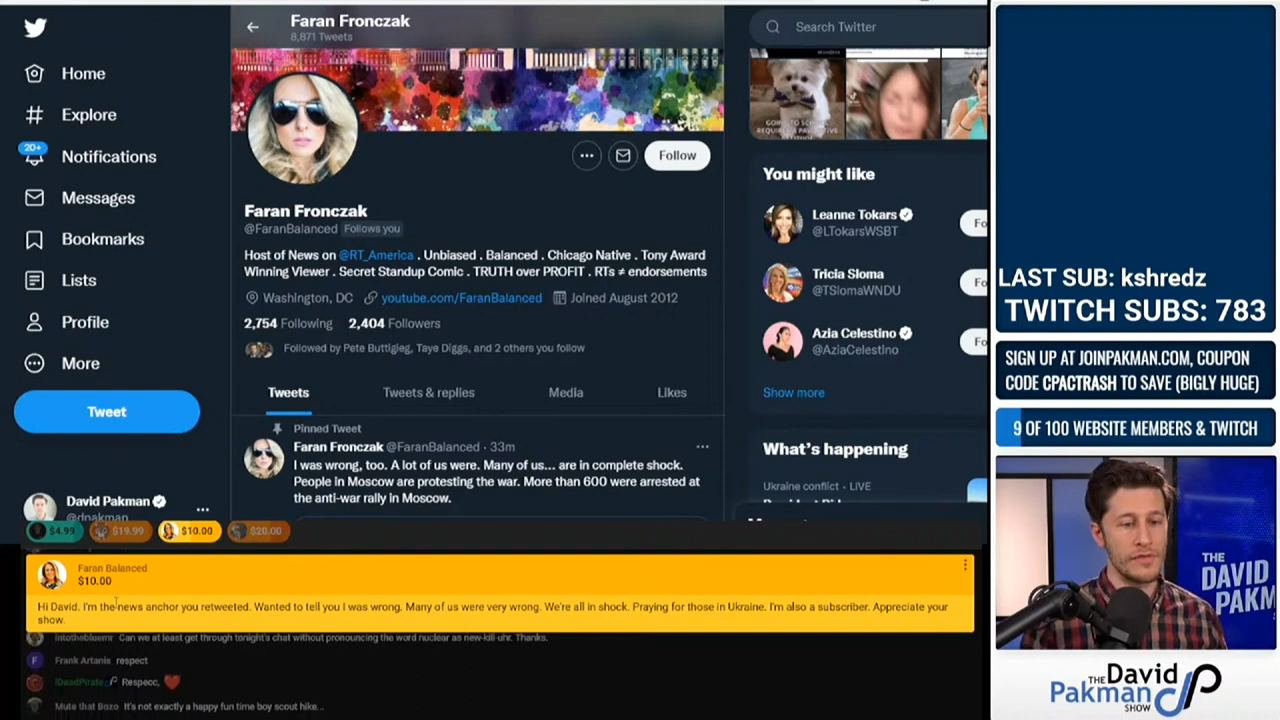 Faran Fronczak
8,871 Tweets
Search Twitter
Home
Explore
20+
Notifications
Messages
Bookmarks
Lists
Profile
More
Tweet
David Pakman
@dpakman
Follow
Faran Fronczak
@FaranBalanced Follows you
Host of News on @RT_America . Unbiased . Balanced . Chicago Native . Tony Award
Winning Viewer . Secret Standup Comic . TRUTH over PROFIT . RTs ≠ endorsements
Washington, DC youtube.com/FaranBalanced Joined August 2012
2,754 Following 2,404 Followers
Followed by Pete Buttigieg, Taye Diggs, and 2 others you follow
Tweets Tweets & replies Media Likes
Pinned Tweet
Faran Fronczak @FaranBalanced · 33m
I was wrong, too. A lot of us were. Many of us... are in complete shock.
People in Moscow are protesting the war. More than 600 were arrested at
the anti-war rally in Moscow.
You might like
Leanne Tokars
@LTokarsWSBT
Fo
Tricia Sloma
@TSlomaWNDU
Fo
Azia Celestino
@AziaCelestino
Fo
Show more
What's happening
Ukraine conflict · LIVE
$4.99 $19.99 $10.00 $20.00
Faran Balanced
$10.00
Hi David. I'm the news anchor you retweeted. Wanted to tell you I was wrong. Many of us were very wrong. We're all in shock. Praying for those in Ukraine. I'm also a subscriber. Appreciate your
show.
intothebluemr Can we at least get through tonight's chat without pronouncing the word nuclear as new-kill-uhr. Thanks.
F Frank Artanis respect
!DeadPirate Respecc,
Mute that Bozo It's not exactly a happy fun time boy scout hike...
LAST SUB: kshredz
TWITCH SUBS: 783
SIGN UP AT JOINPAKMAN.COM, COUPON
CODE CPACTRASH TO SAVE (BIGLY HUGE)
9 OF 100 WEBSITE MEMBERS & TWITCH
THE
DAVID
PAKM
THE David
Pakman
SHOW